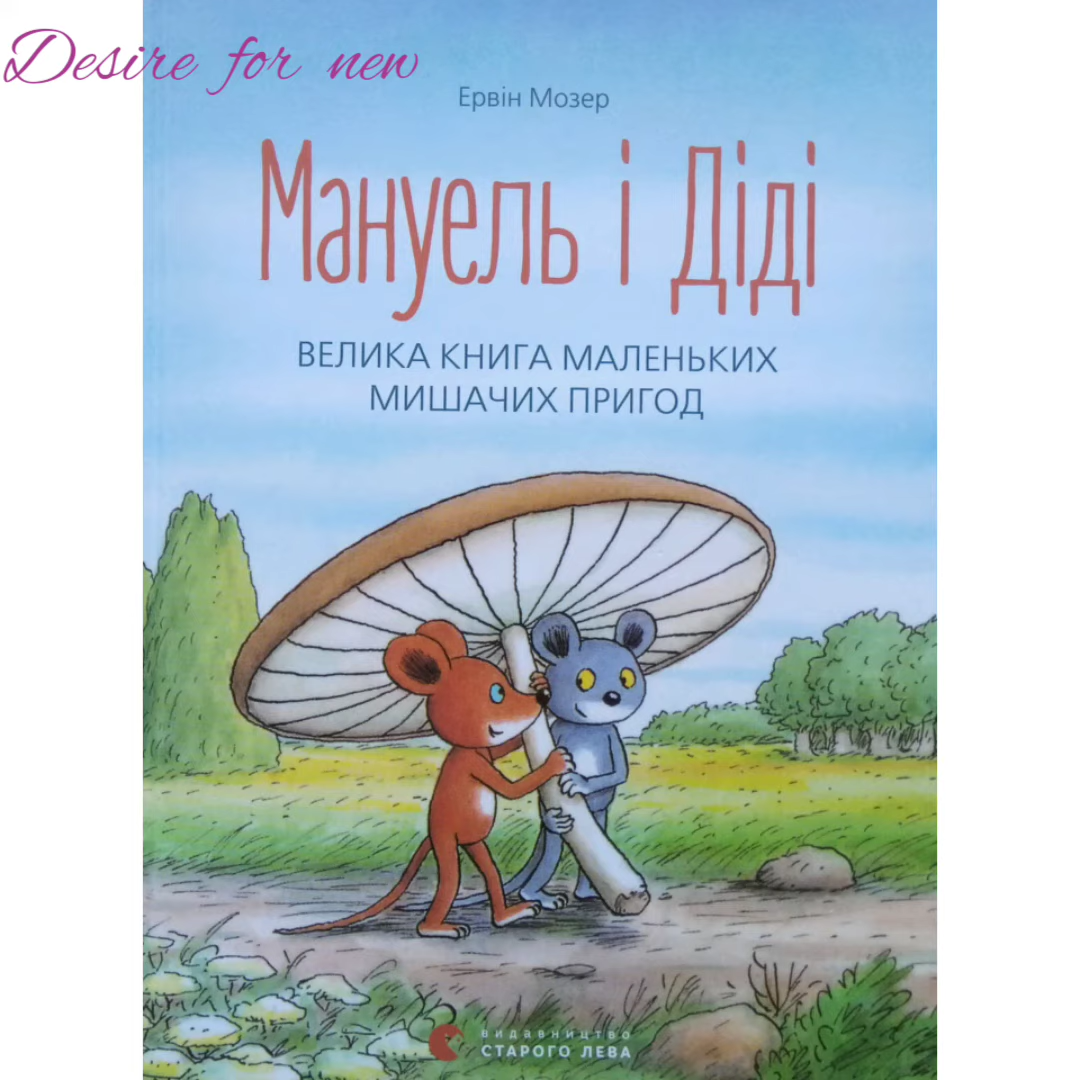 Desire for new
Ервін Мозер
Мануель і Діді
ВЕЛИКА КНИГА МАЛЕНЬКИХ
МИШАЧИХ ПРИГОД
видавництво
СТАРОГО ЛЕВА